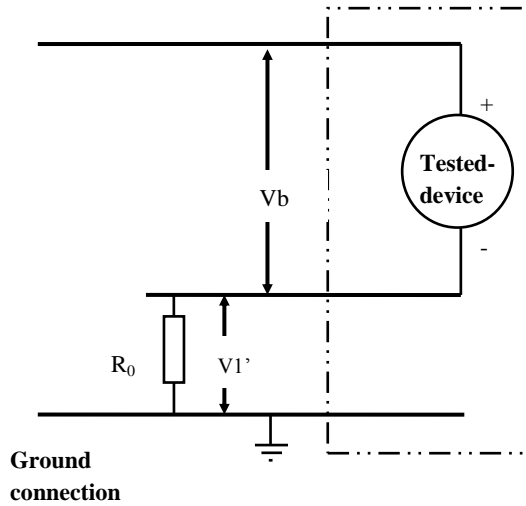 +
Tested-
device
Vb
-
R₀
V1’
Ground
connection